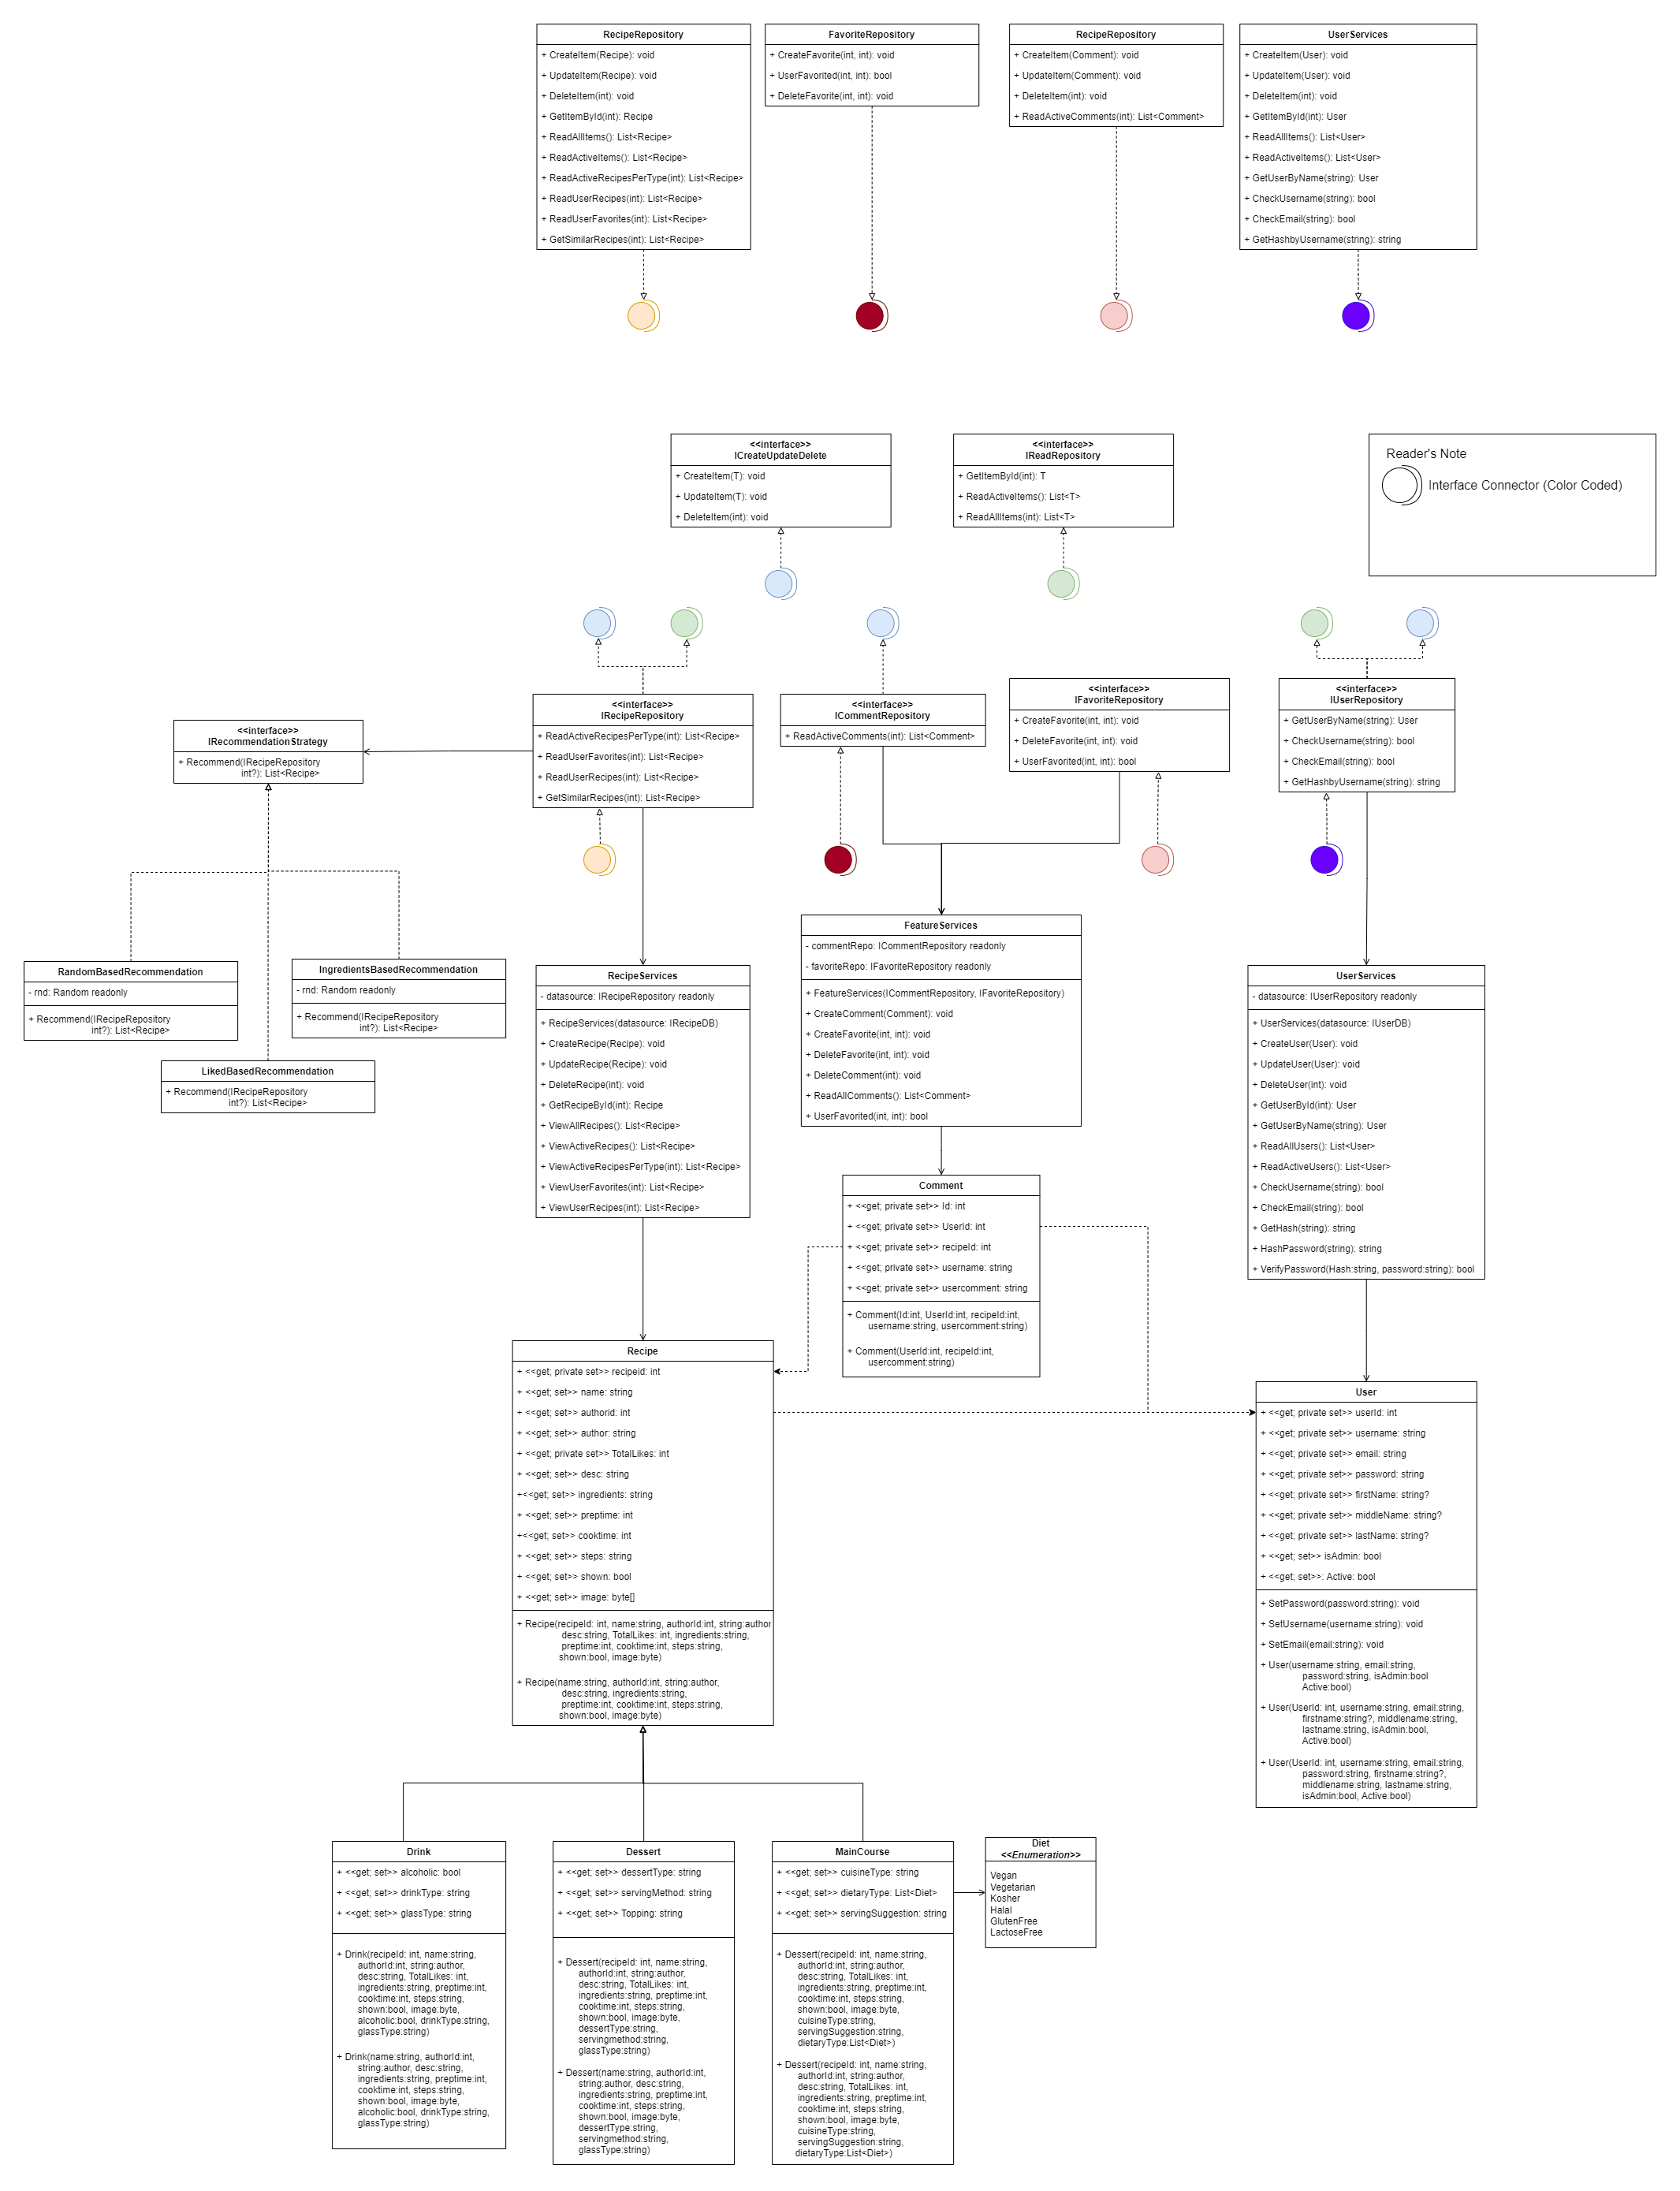 RecipeRepository
+ CreateItem(Recipe): void
+ UpdateItem(Recipe): void
+ DeleteItem(int): void
+ GetItemById(int): Recipe
+ ReadAllItems(): List<Recipe>
+ ReadActiveItems(): List<Recipe>
+ ReadActiveRecipesPerType(int): List<Recipe>
+ ReadUserRecipes(int): List<Recipe>
+ ReadUserFavorites(int): List<Recipe>
+ GetSimilarRecipes(int): List<Recipe>
FavoriteRepository
+ CreateFavorite(int, int): void
+ UserFavorited(int, int): bool
+ DeleteFavorite(int, int): void
RecipeRepository
+ CreateItem(Comment): void
+ UpdateItem(Comment): void
+ DeleteItem(int): void
+ ReadActiveComments(int): List<Comment>
UserServices
+ CreateItem(User): void
+ UpdateItem(User): void
+ DeleteItem(int): void
+ GetItemById(int): User
+ ReadAllItems(): List<User>
+ ReadActiveItems(): List<User>
+ GetUserByName(string): User
+ CheckUsername(string): bool
+ CheckEmail(string): bool
+ GetHashbyUsername(string): string
<<interface>>
ICreateUpdateDelete
+ CreateItem(T): void
+ UpdateItem(T): void
+ DeleteItem(int): void
<<interface>>
IReadRepository
+ GetItemById(int): T
+ ReadActiveItems(): List<T>
+ ReadAllItems(int): List<T>
Reader's Note
Interface Connector (Color Coded)
<<interface>>
IRecommendationStrategy
+ Recommend(IRecipeRepository
int?): List<Recipe>
<<interface>>
IRecipeRepository
+ ReadActiveRecipesPerType(int): List<Recipe>
+ ReadUserFavorites(int): List<Recipe>
+ ReadUserRecipes(int): List<Recipe>
+ GetSimilarRecipes(int): List<Recipe>
<<interface>>
ICommentRepository
+ ReadActiveComments(int): List<Comment>
<<interface>>
IFavoriteRepository
+ CreateFavorite(int, int): void
+ DeleteFavorite(int, int): void
+ UserFavorited(int, int): bool
<<interface>>
IUserRepository
+ GetUserByName(string): User
+ CheckUsername(string): bool
+ CheckEmail(string): bool
+ GetHashbyUsername(string): string
RandomBasedRecommendation
- rnd: Random readonly
+ Recommend(IRecipeRepository
int?): List<Recipe>
IngredientsBasedRecommendation
- rnd: Random readonly
+ Recommend(IRecipeRepository
int?): List<Recipe>
LikedBasedRecommendation
+ Recommend(IRecipeRepository
int?): List<Recipe>
RecipeServices
- datasource: IRecipeRepository readonly
+ RecipeServices(datasource: IRecipeDB)
+ CreateRecipe(Recipe): void
+ UpdateRecipe(Recipe): void
+ DeleteRecipe(int): void
+ GetRecipeById(int): Recipe
+ ViewAllRecipes(): List<Recipe>
+ ViewActiveRecipes(): List<Recipe>
+ ViewActiveRecipesPerType(int): List<Recipe>
+ ViewUserFavorites(int): List<Recipe>
+ ViewUserRecipes(int): List<Recipe>
FeatureServices
- commentRepo: ICommentRepository readonly
- favoriteRepo: IFavoriteRepository readonly
+ FeatureServices(ICommentRepository, IFavoriteRepository)
+ CreateComment(Comment): void
+ CreateFavorite(int, int): void
+ DeleteFavorite(int, int): void
+ DeleteComment(int): void
+ ReadAllComments(): List<Comment>
+ UserFavorited(int, int): bool
UserServices
- datasource: IUserRepository readonly
+ UserServices(datasource: IUserDB)
+ CreateUser(User): void
+ UpdateUser(User): void
+ DeleteUser(int): void
+ GetUserById(int): User
+ GetUserByName(string): User
+ ReadAllUsers(): List<User>
+ ReadActiveUsers(): List<User>
+ CheckUsername(string): bool
+ CheckEmail(string): bool
+ GetHash(string): string
+ HashPassword(string): string
+ VerifyPassword(Hash:string, password:string): bool
Comment
+ <<get; private set>> Id: int
+ <<get; private set>> UserId: int
+ <<get; private set>> recipeId: int
+ <<get; private set>> username: string
+ <<get; private set>> usercomment: string
+ Comment(Id:int, UserId:int, recipeId:int,
username:string, usercomment:string)
+ Comment(UserId:int, recipeId:int,
usercomment:string)
Recipe
+ <<get; private set>> recipeid: int
+ <<get; set>> name: string
+ <<get; set>> authorid: int
+ <<get; set>> author: string
+ <<get; private set>> TotalLikes: int
+ <<get; set>> desc: string
+<<get; set>> ingredients: string
+ <<get; set>> preptime: int
+<<get; set>> cooktime: int
+ <<get; set>> steps: string
+ <<get; set>> shown: bool
+ <<get; set>> image: byte[]
+ Recipe(recipeId: int, name:string, authorId:int, string:author
desc:string, TotalLikes: int, ingredients:string,
preptime:int, cooktime:int, steps:string,
shown:bool, image:byte)
+ Recipe(name:string, authorId:int, string:author,
desc:string, ingredients:string,
preptime:int, cooktime:int, steps:string,
shown:bool, image:byte)
User
+ <<get; private set>> userId: int
+ <<get; private set>> username: string
+ <<get; private set>> email: string
+ <<get; private set>> password: string
+ <<get; private set>> firstName: string?
+ <<get; private set>> middleName: string?
+ <<get; private set>> lastName: string?
+ <<get; set>> isAdmin: bool
+ <<get; set>>: Active: bool
+ SetPassword(password:string): void
+ SetUsername(username:string): void
+ SetEmail(email:string): void
+ User(username:string, email:string,
password:string, isAdmin:bool
Active:bool)
+ User(UserId: int, username:string, email:string,
firstname:string?, middlename:string,
lastname:string, isAdmin:bool,
Active:bool)
+ User(UserId: int, username:string, email:string,
password:string, firstname:string?,
middlename:string, lastname:string,
isAdmin:bool, Active:bool)
Drink
+ <<get; set>> alcoholic: bool
+ <<get; set>> drinkType: string
+ <<get; set>> glassType: string
+ Drink(recipeId: int, name:string,
authorId:int, string:author,
desc:string, TotalLikes: int,
ingredients:string, preptime:int,
cooktime:int, steps:string,
shown:bool, image:byte,
alcoholic:bool, drinkType:string,
glassType:string)
+ Drink(name:string, authorId:int,
string:author, desc:string,
ingredients:string, preptime:int,
cooktime:int, steps:string,
shown:bool, image:byte,
alcoholic:bool, drinkType:string,
glassType:string)
Dessert
+ <<get; set>> dessertType: string
+ <<get; set>> servingMethod: string
+ <<get; set>> Topping: string
+ Dessert(recipeId: int, name:string,
authorId:int, string:author,
desc:string, TotalLikes: int,
ingredients:string, preptime:int,
cooktime:int, steps:string,
shown:bool, image:byte,
dessertType:string,
servingmethod:string,
glassType:string)
+ Dessert(name:string, authorId:int,
string:author, desc:string,
ingredients:string, preptime:int,
cooktime:int, steps:string,
shown:bool, image:byte,
dessertType:string,
servingmethod:string,
glassType:string)
MainCourse
+ <<get; set>> cuisineType: string
+ <<get; set>> dietaryType: List<Diet>
+ <<get; set>> servingSuggestion: string
+ Dessert(recipeId: int, name:string,
authorId:int, string:author,
desc:string, TotalLikes: int,
ingredients:string, preptime:int,
cooktime:int, steps:string,
shown:bool, image:byte,
cuisineType:string,
servingSuggestion:string,
dietaryType:List<Diet>)
+ Dessert(recipeId: int, name:string,
authorId:int, string:author,
desc:string, TotalLikes: int,
ingredients:string, preptime:int,
cooktime:int, steps:string,
shown:bool, image:byte,
cuisineType:string,
servingSuggestion:string,
dietaryType:List<Diet>)
Diet
<<Enumeration>>
Vegan
Vegetarian
Kosher
Halal
GlutenFree
LactoseFree